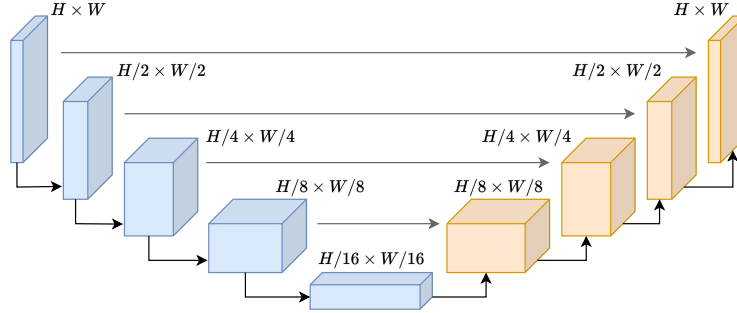 H × W
H × W
H/2 × W/2
H/2 × W/2
H/4 × W/4
H/4 × W/4
H/8 × W/8
H/8 × W/8
H/16 × W/16